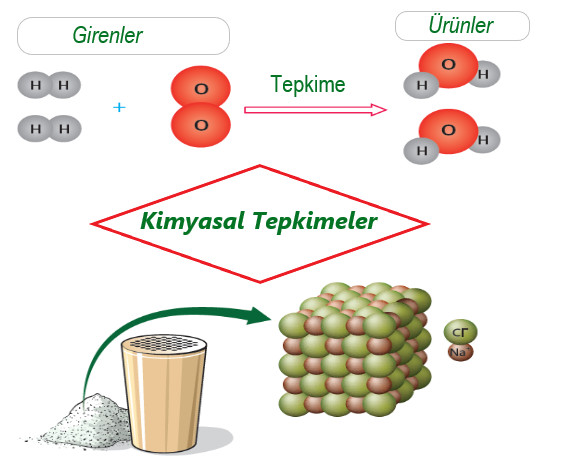 Girenler
Ürünler
H H
H H
+
O
O
Tepkime
H O H
H O H
Kimyasal Tepkimeler
Cl⁻
Na⁺